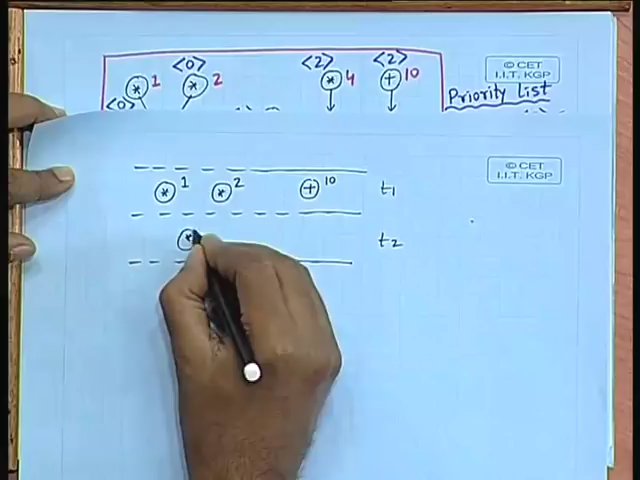 <0> <2> <2>
* 1 * 2 * 4 + 10
<0>
© CET
I.I.T. KGP
Priority List
* 1 * 2 + 10 t1
© CET
I.I.T. KGP
* t2